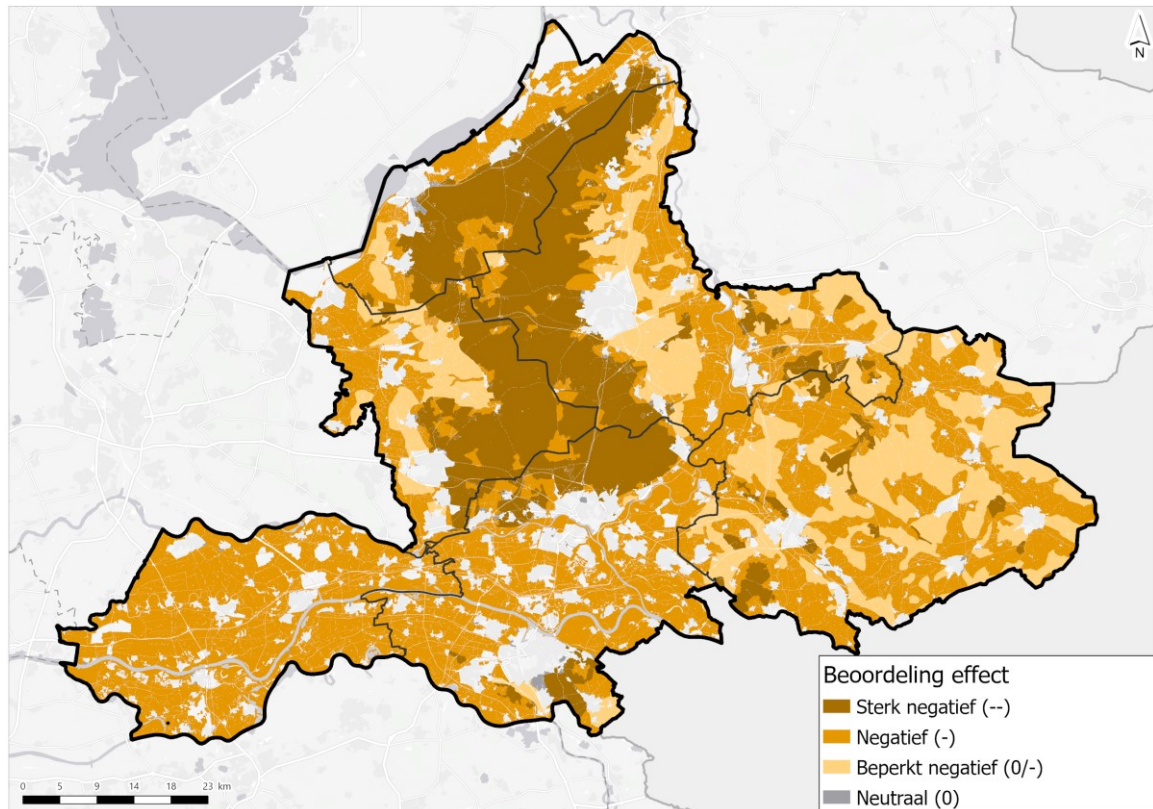 N
Beoordeling effect
Sterk negatief (--)
Negatief (-)
Beperkt negatief (0/-)
Neutraal (0)
0 5 9 14 18 23 km